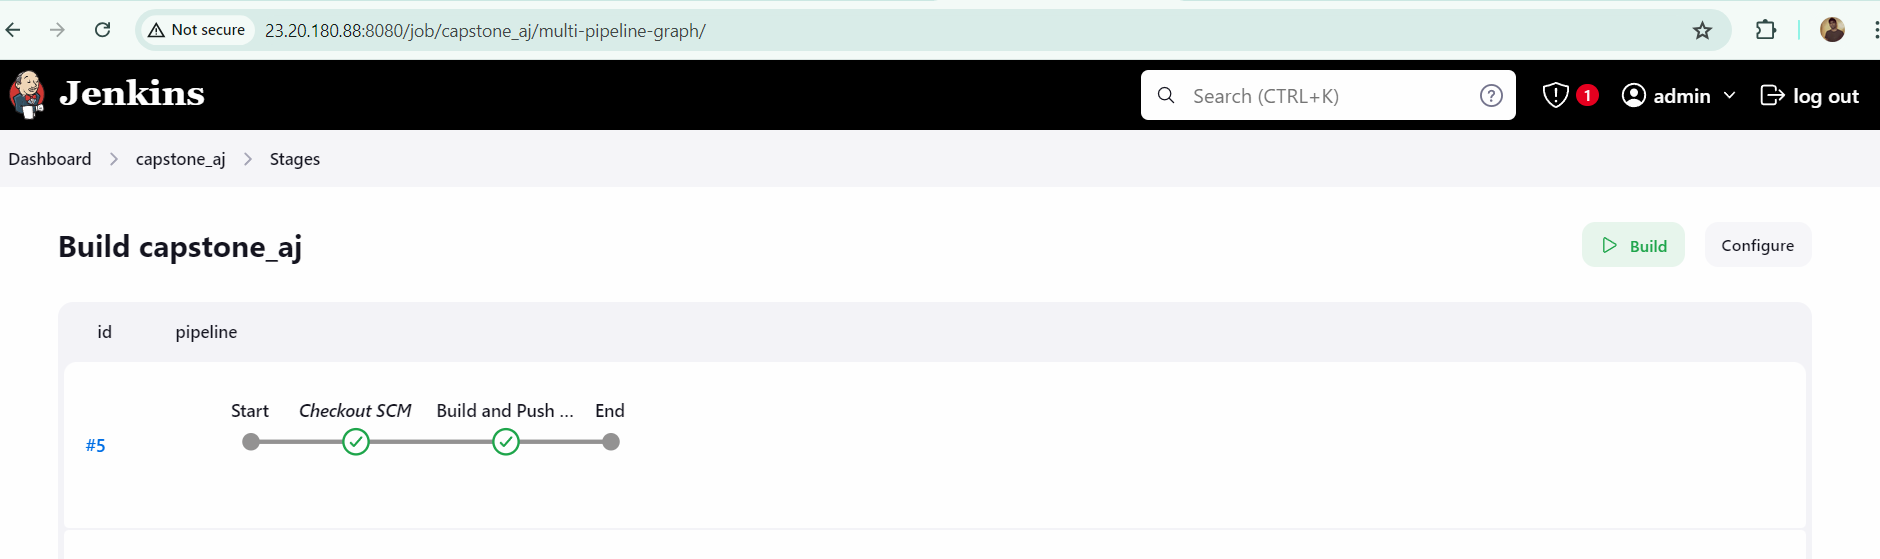 Not secure 23.20.180.88:8080/job/capstone_aj/multi-pipeline-graph/
Jenkins Search (CTRL+K) ? 1 admin log out
Dashboard capstone_aj Stages
Build capstone_aj Build Configure
id pipeline
Start Checkout SCM Build and Push ... End
#5